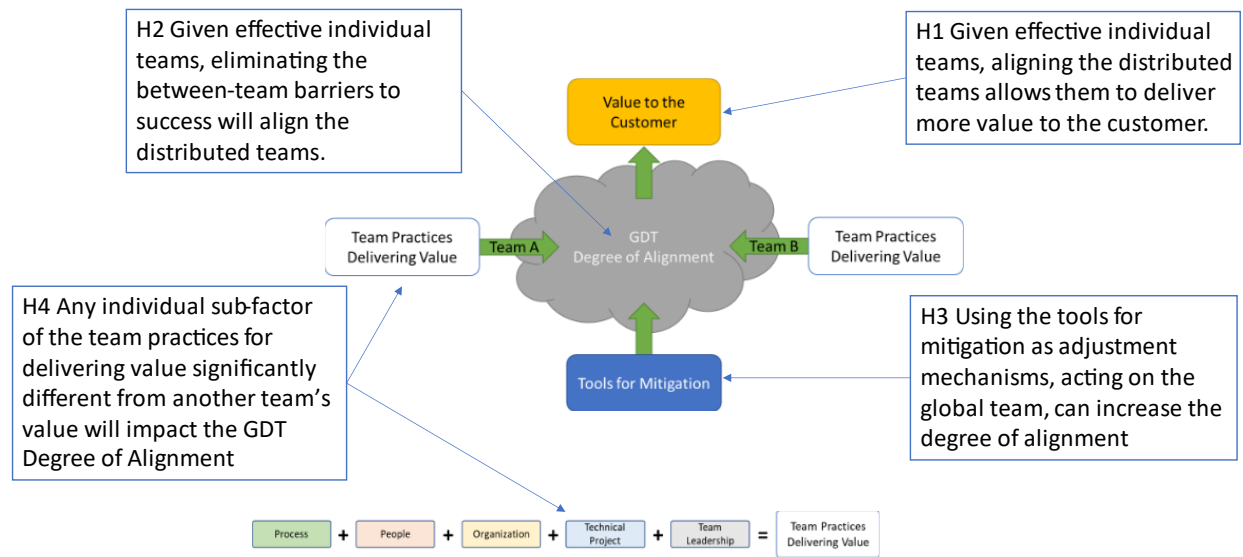 H2 Given effective individual
teams, eliminating the
between-team barriers to
success will align the
distributed teams.
H1 Given effective individual
teams, aligning the distributed
teams allows them to deliver
more value to the customer.
Value to the
Customer
Team Practices
Delivering Value
Team A
GDT
Degree of Alignment
Team B
Team Practices
Delivering Value
H4 Any individual sub-factor
of the team practices for
delivering value significantly
different from another team’s
value will impact the GDT
Degree of Alignment
Tools for Mitigation
H3 Using the tools for
mitigation as adjustment
mechanisms, acting on the
global team, can increase the
degree of alignment
Process + People + Organization + Technical Project + Team Leadership = Team Practices Delivering Value